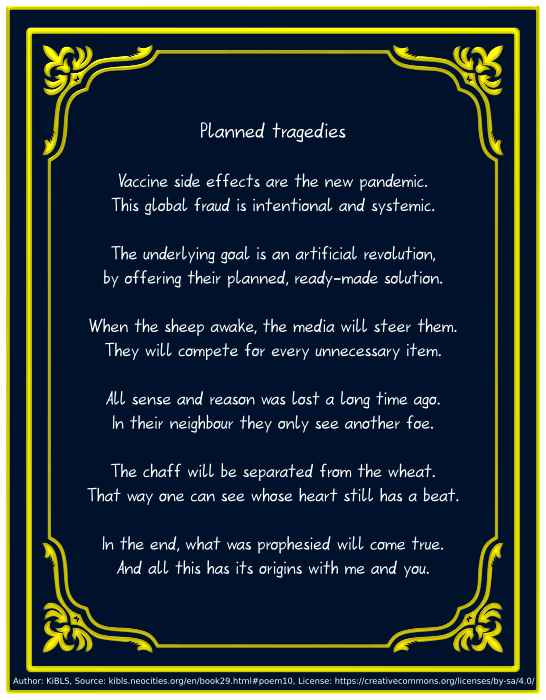 Planned tragedies
Vaccine side effects are the new pandemic.
This global fraud is intentional and systemic.
The underlying goal is an artificial revolution,
by offering their planned, ready-made solution.
When the sheep awake, the media will steer them.
They will compete for every unnecessary item.
All sense and reason was lost a long time ago.
In their neighbour they only see another foe.
The chaff will be separated from the wheat.
That way one can see whose heart still has a beat.
In the end, what was prophesied will come true.
And all this has its origins with me and you.
Author: KiBLS, Source: kibls.neocities.org/en/book29.html#poem10, License: https://creativecommons.org/licenses/by-sa/4.0/